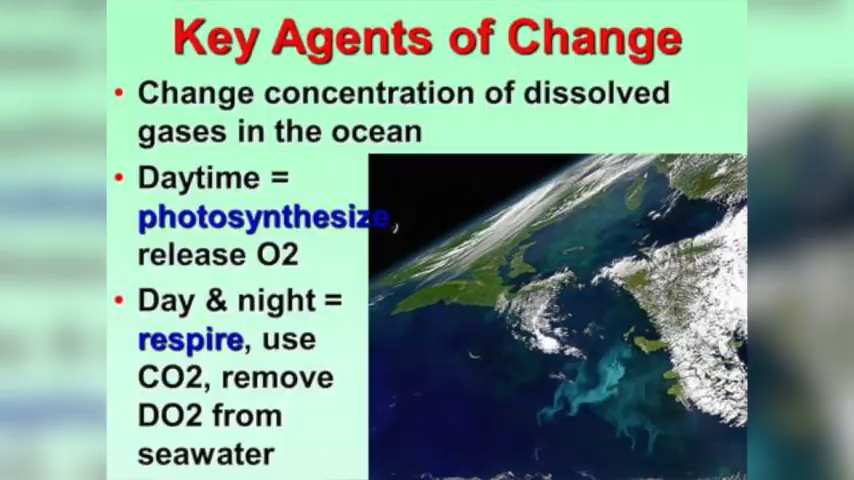 Key Agents of Change
• Change concentration of dissolved
gases in the ocean
• Daytime =
photosynthesize,
release O2
• Day & night =
respire, use
CO2, remove
DO2 from
seawater